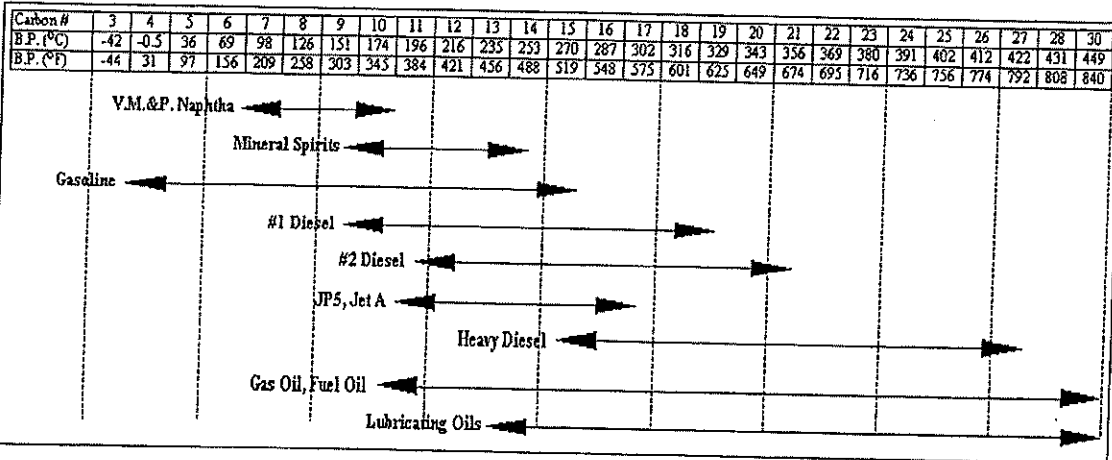 Carbon # 3 4 5 6 7 8 9 10 11 12 13 14 15 16 17 18 19 20 21 22 23 24 25 26 27 28 30
B.P. (°C) -42 -0.5 36 69 98 126 151 174 196 216 235 253 270 287 302 316 329 343 356 369 380 391 402 412 422 431 449
B.P. (°F) -44 31 97 156 209 258 303 345 384 421 456 488 519 548 575 601 625 649 674 695 716 736 756 774 792 808 840
V.M.&P. Naphtha
Mineral Spirits
Gasoline
#1 Diesel
#2 Diesel
JP5, Jet A
Heavy Diesel
Gas Oil, Fuel Oil
Lubricating Oils